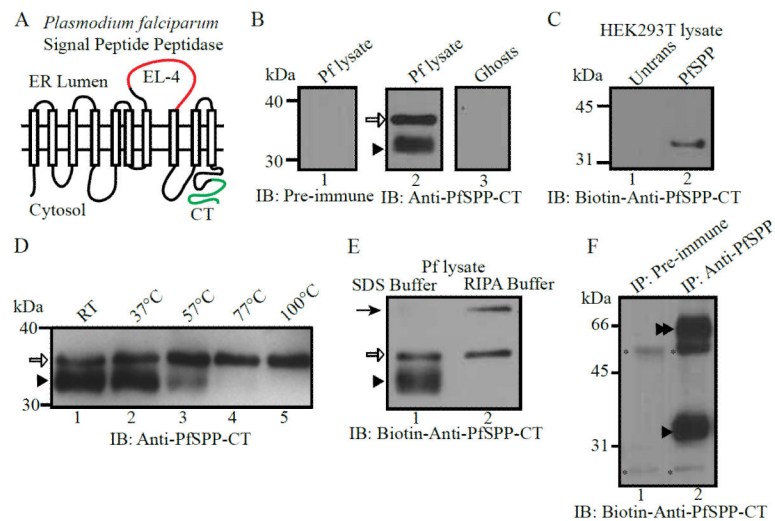 A
Plasmodium falciparum
Signal Peptide Peptidase
ER Lumen
EL-4
Cytosol
CT
B
kDa
Pf lysate
Pf lysate
Ghosts
42
30
1
2
3
IB: Pre-immune
IB: Anti-PfSPP-CT
C
HEK293T lysate
kDa
Untrans
PfSPP
45
31
1
2
IB: Biotin-Anti-PfSPP-CT
D
kDa
RT
37°C
57°C
77°C
100°C
40
30
1
2
3
4
5
IB: Anti-PfSPP-CT
E
Pf lysate
SDS Buffer
RIPA Buffer
1
2
IB: Biotin-Anti-PfSPP-CT
F
IP: Pre-immune
IP: Anti-PfSPP
kDa
66
45
31
1
2
IB: Biotin-Anti-PfSPP-CT